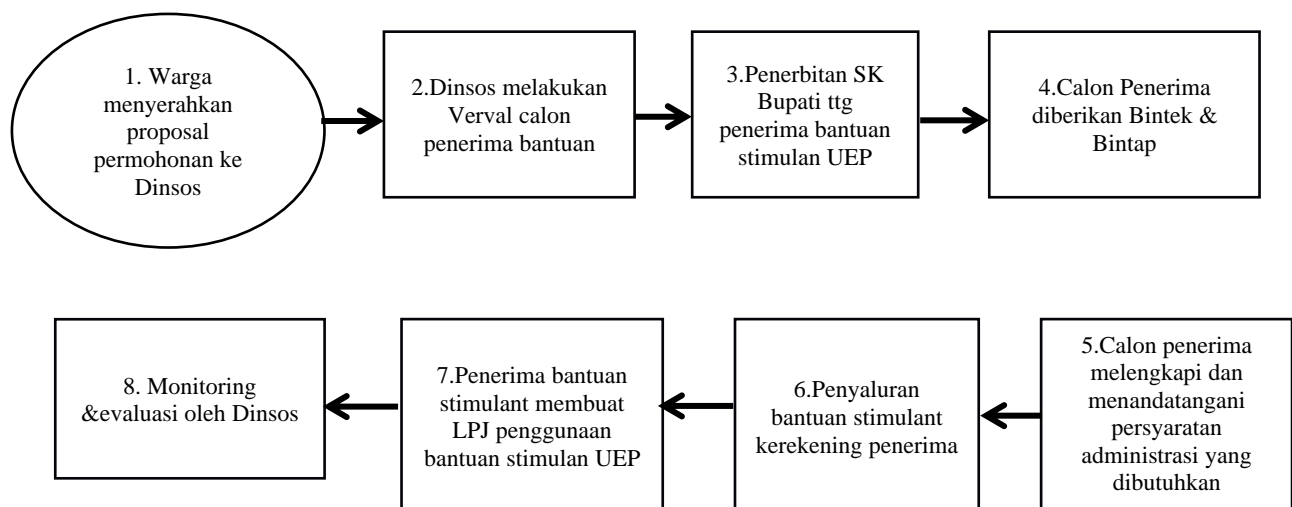 1. Warga
menyerahkan
proposal
permohonan ke
Dinsos
2.Dinsos melakukan
Verval calon
penerima bantuan
3.Penerbitan SK
Bupati ttg
penerima bantuan
stimulan UEP
4.Calon Penerima
diberikan Bintek &
Bintap
5.Calon penerima
melengkapi dan
menandatangani
persyaratan
administrasi yang
dibutuhkan
6.Penyaluran
bantuan stimulant
kerekening penerima
7.Penerima bantuan
stimulant membuat
LPJ penggunaan
bantuan stimulan UEP
8. Monitoring
&evaluasi oleh Dinsos